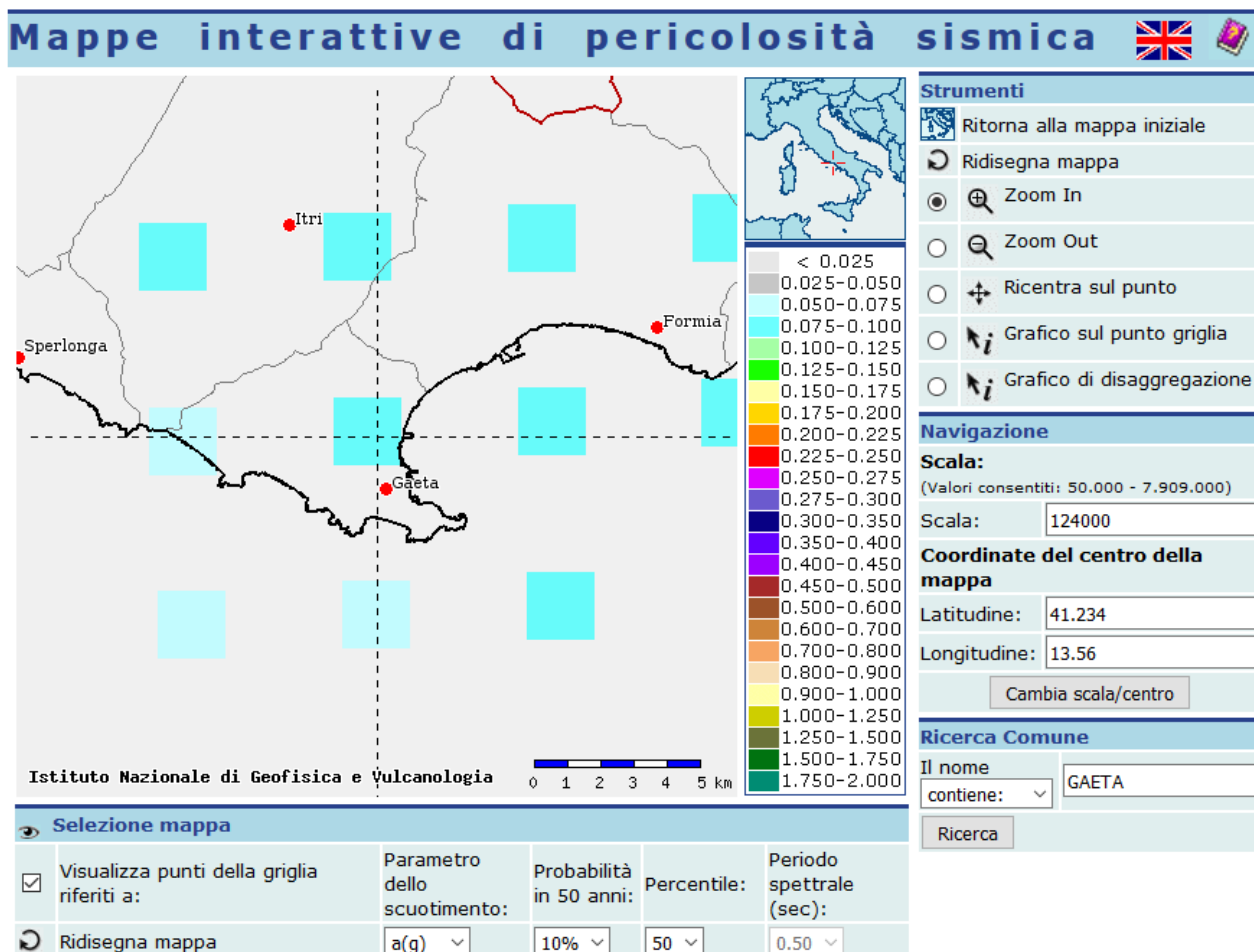 Mappe interattive di pericolosità sismica
Itri
Formia
Sperlonga
Gaeta
Istituto Nazionale di Geofisica e Vulcanologia
0 1 2 3 4 5 km
< 0.025
0.025-0.050
0.050-0.075
0.075-0.100
0.100-0.125
0.125-0.150
0.150-0.175
0.175-0.200
0.200-0.225
0.225-0.250
0.250-0.275
0.275-0.300
0.300-0.350
0.350-0.400
0.400-0.450
0.450-0.500
0.500-0.600
0.600-0.700
0.700-0.800
0.800-0.900
0.900-1.000
1.000-1.250
1.250-1.500
1.500-1.750
1.750-2.000
Strumenti
Ritorna alla mappa iniziale
Ridisegna mappa
Zoom In
Zoom Out
Ricentra sul punto
i Grafico sul punto griglia
i Grafico di disaggregazione
Navigazione
Scala:
(Valori consentiti: 50.000 - 7.909.000)
Scala: 124000
Coordinate del centro della
mappa
Latitudine: 41.234
Longitudine: 13.56
Cambia scala/centro
Ricerca Comune
Il nome
contiene: GAETA
Ricerca
Selezione mappa
Visualizza punti della griglia
riferiti a:
Parametro
dello
scuotimento:
Probabilità
in 50 anni:
Percentile:
Periodo
spettrale
(sec):
Ridisegna mappa a(g) 10% 50 0.50